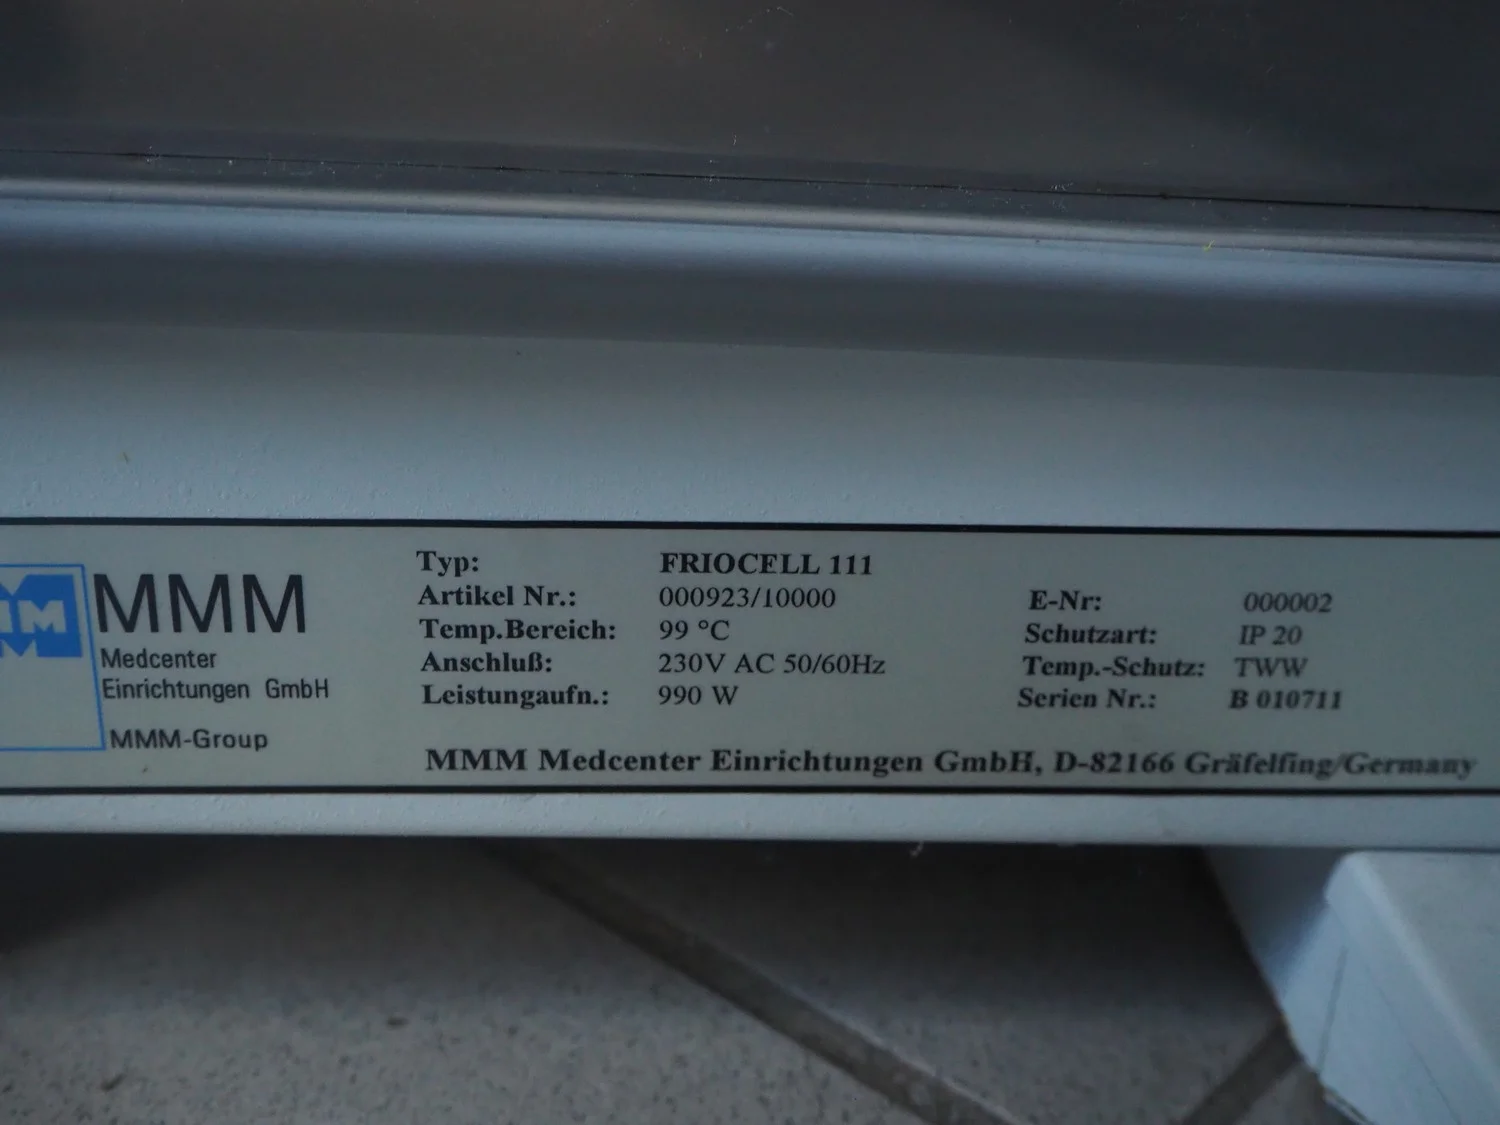 MMM
MMM
Medcenter
Einrichtungen GmbH
MMM-Group
Typ: FRIOCELL 111
Artikel Nr.: 000923/10000 E-Nr: 000002
Temp.Bereich: 99 °C Schutzart: IP 20
Anschluß: 230V AC 50/60Hz Temp.-Schutz: TWW
Leistungaufn.: 990 W Serien Nr.: B 010711
MMM Medcenter Einrichtungen GmbH, D-82166 Gräfelfing/Germany